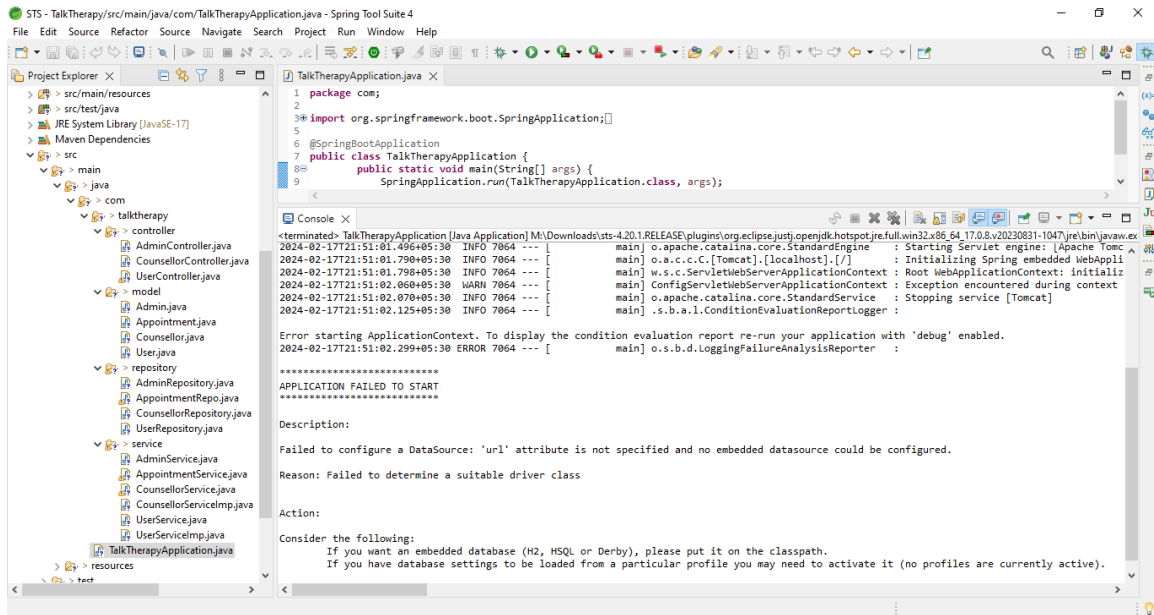 STS - TalkTherapy/src/main/java/com/TalkTherapyApplication.java - Spring Tool Suite 4
File Edit Source Refactor Source Navigate Search Project Run Window Help
Project Explorer
> src/main/resources
> src/test/java
JRE System Library [JavaSE-17]
Maven Dependencies
> src
> main
> java
> com
> talktherapy
> controller
AdminController.java
CounsellorController.java
UserController.java
> model
Admin.java
Appointment.java
Counsellor.java
User.java
> repository
AdminRepository.java
AppointmentRepo.java
CounsellorRepository.java
UserRepository.java
> service
AdminService.java
AppointmentService.java
CounsellorService.java
CounsellorServiceImp.java
UserService.java
UserServiceImp.java
TalkTherapyApplication.java
> resources
> test
TalkTherapyApplication.java
1 package com;
2
3 import org.springframework.boot.SpringApplication;
5
6 @SpringBootApplication
7 public class TalkTherapyApplication {
8 public static void main(String[] args) {
9 SpringApplication.run(TalkTherapyApplication.class, args);
Console
<terminated> TalkTherapyApplication [Java Application] M:\Downloads\sts-4.20.1.RELEASE\plugins\org.eclipse.justj.openjdk.hotspot.jre.full.win32.x86_64_17.0.8.v20230831-1047\jre\bin\javaw.ex
2024-02-17T21:51:01.496+05:30 INFO 7064 --- [ main] o.apache.catalina.core.StandardEngine : Starting Servlet engine: [Apache Tomc
2024-02-17T21:51:01.790+05:30 INFO 7064 --- [ main] o.a.c.c.C.[Tomcat].[localhost].[/] : Initializing Spring embedded WebAppli
2024-02-17T21:51:01.798+05:30 INFO 7064 --- [ main] w.s.c.ServletWebServerApplicationContext : Root WebApplicationContext: initializ
2024-02-17T21:51:02.060+05:30 WARN 7064 --- [ main] ConfigServletWebServerApplicationContext : Exception encountered during context
2024-02-17T21:51:02.070+05:30 INFO 7064 --- [ main] o.apache.catalina.core.StandardService : Stopping service [Tomcat]
2024-02-17T21:51:02.125+05:30 INFO 7064 --- [ main] .s.b.a.l.ConditionEvaluationReportLogger :
Error starting ApplicationContext. To display the condition evaluation report re-run your application with 'debug' enabled.
2024-02-17T21:51:02.299+05:30 ERROR 7064 --- [ main] o.s.b.d.LoggingFailureAnalysisReporter :
***************************
APPLICATION FAILED TO START
***************************
Description:
Failed to configure a DataSource: 'url' attribute is not specified and no embedded datasource could be configured.
Reason: Failed to determine a suitable driver class
Action:
Consider the following:
If you want an embedded database (H2, HSQL or Derby), please put it on the classpath.
If you have database settings to be loaded from a particular profile you may need to activate it (no profiles are currently active).